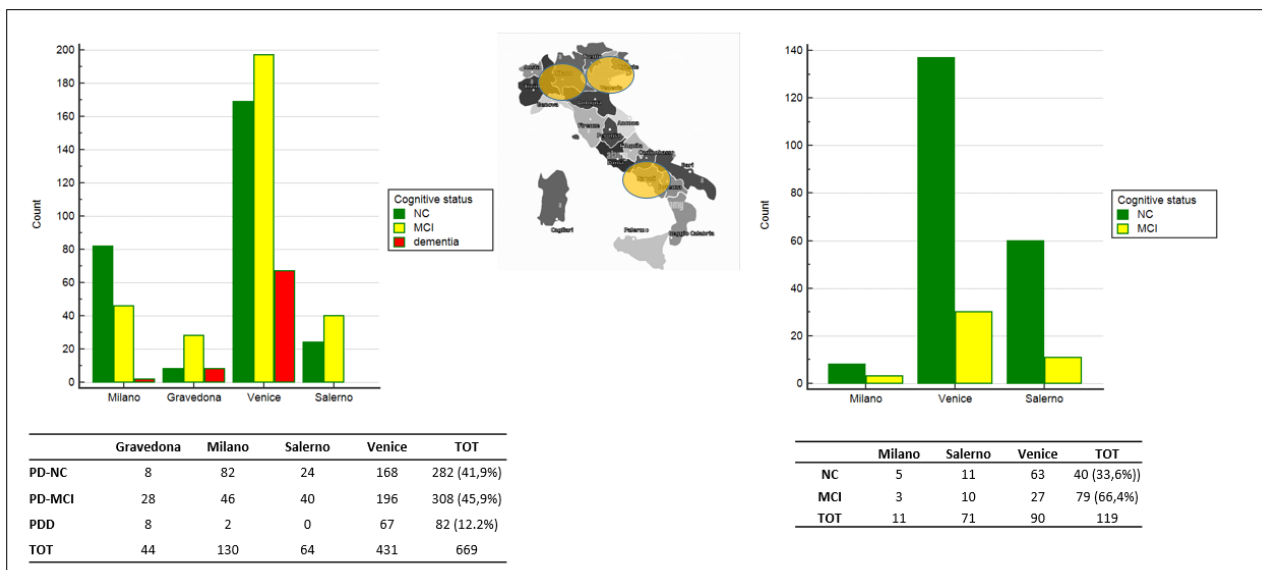 200
180
160
140
120
100
80
60
40
20
0
Count
Milano Gravedona Venice Salerno
Cognitive status
NC
MCI
dementia
Genova
Firenze
Ancona
Bari
Cagliari
Palermo
Reggio Calabria
140
120
100
80
60
40
20
0
Count
Milano Venice Salerno
Cognitive status
NC
MCI
Gravedona Milano Salerno Venice TOT
PD-NC 8 82 24 168 282 (41,9%)
PD-MCI 28 46 40 196 308 (45,9%)
PDD 8 2 0 67 82 (12.2%)
TOT 44 130 64 431 669
Milano Salerno Venice TOT
NC 5 11 63 40 (33,6%))
MCI 3 10 27 79 (66,4%)
TOT 11 71 90 119